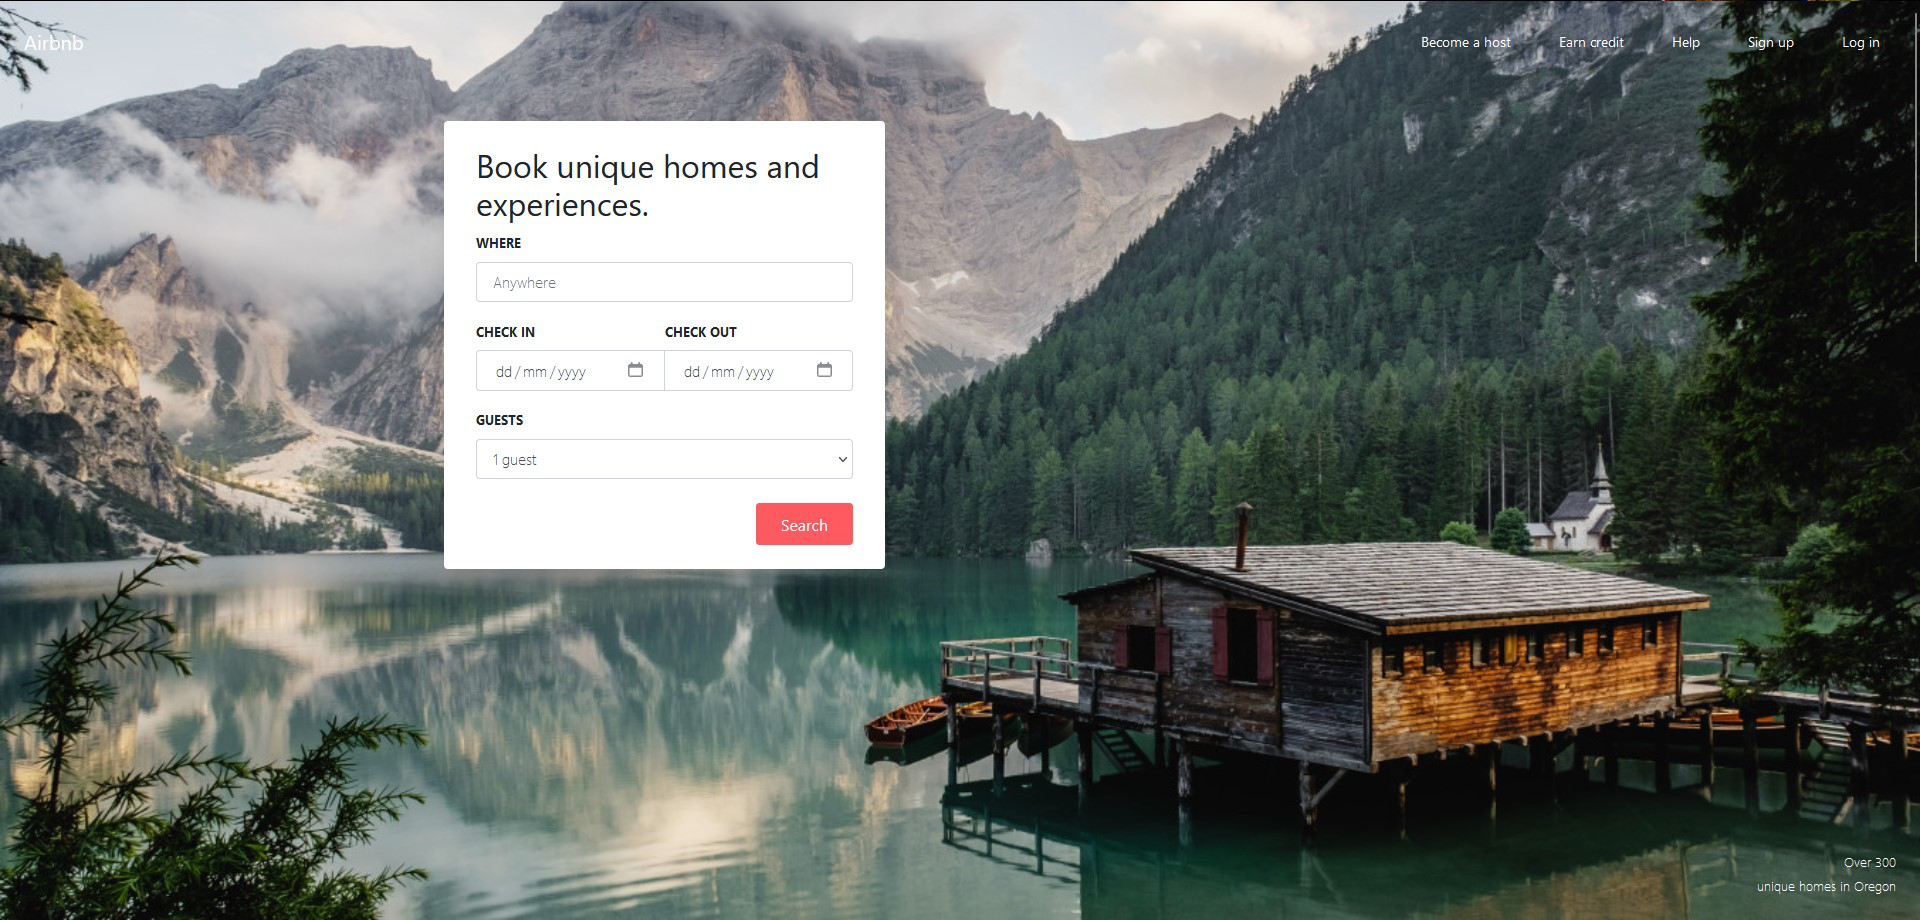 Airbnb
Become a host
Earn credit
Help
Sign up
Log in
Book unique homes and
experiences.
WHERE
Anywhere
CHECK IN
CHECK OUT
dd/mm/yyyy
dd/mm/yyyy
GUESTS
1 guest
Search
Over 300
unique homes in Oregon